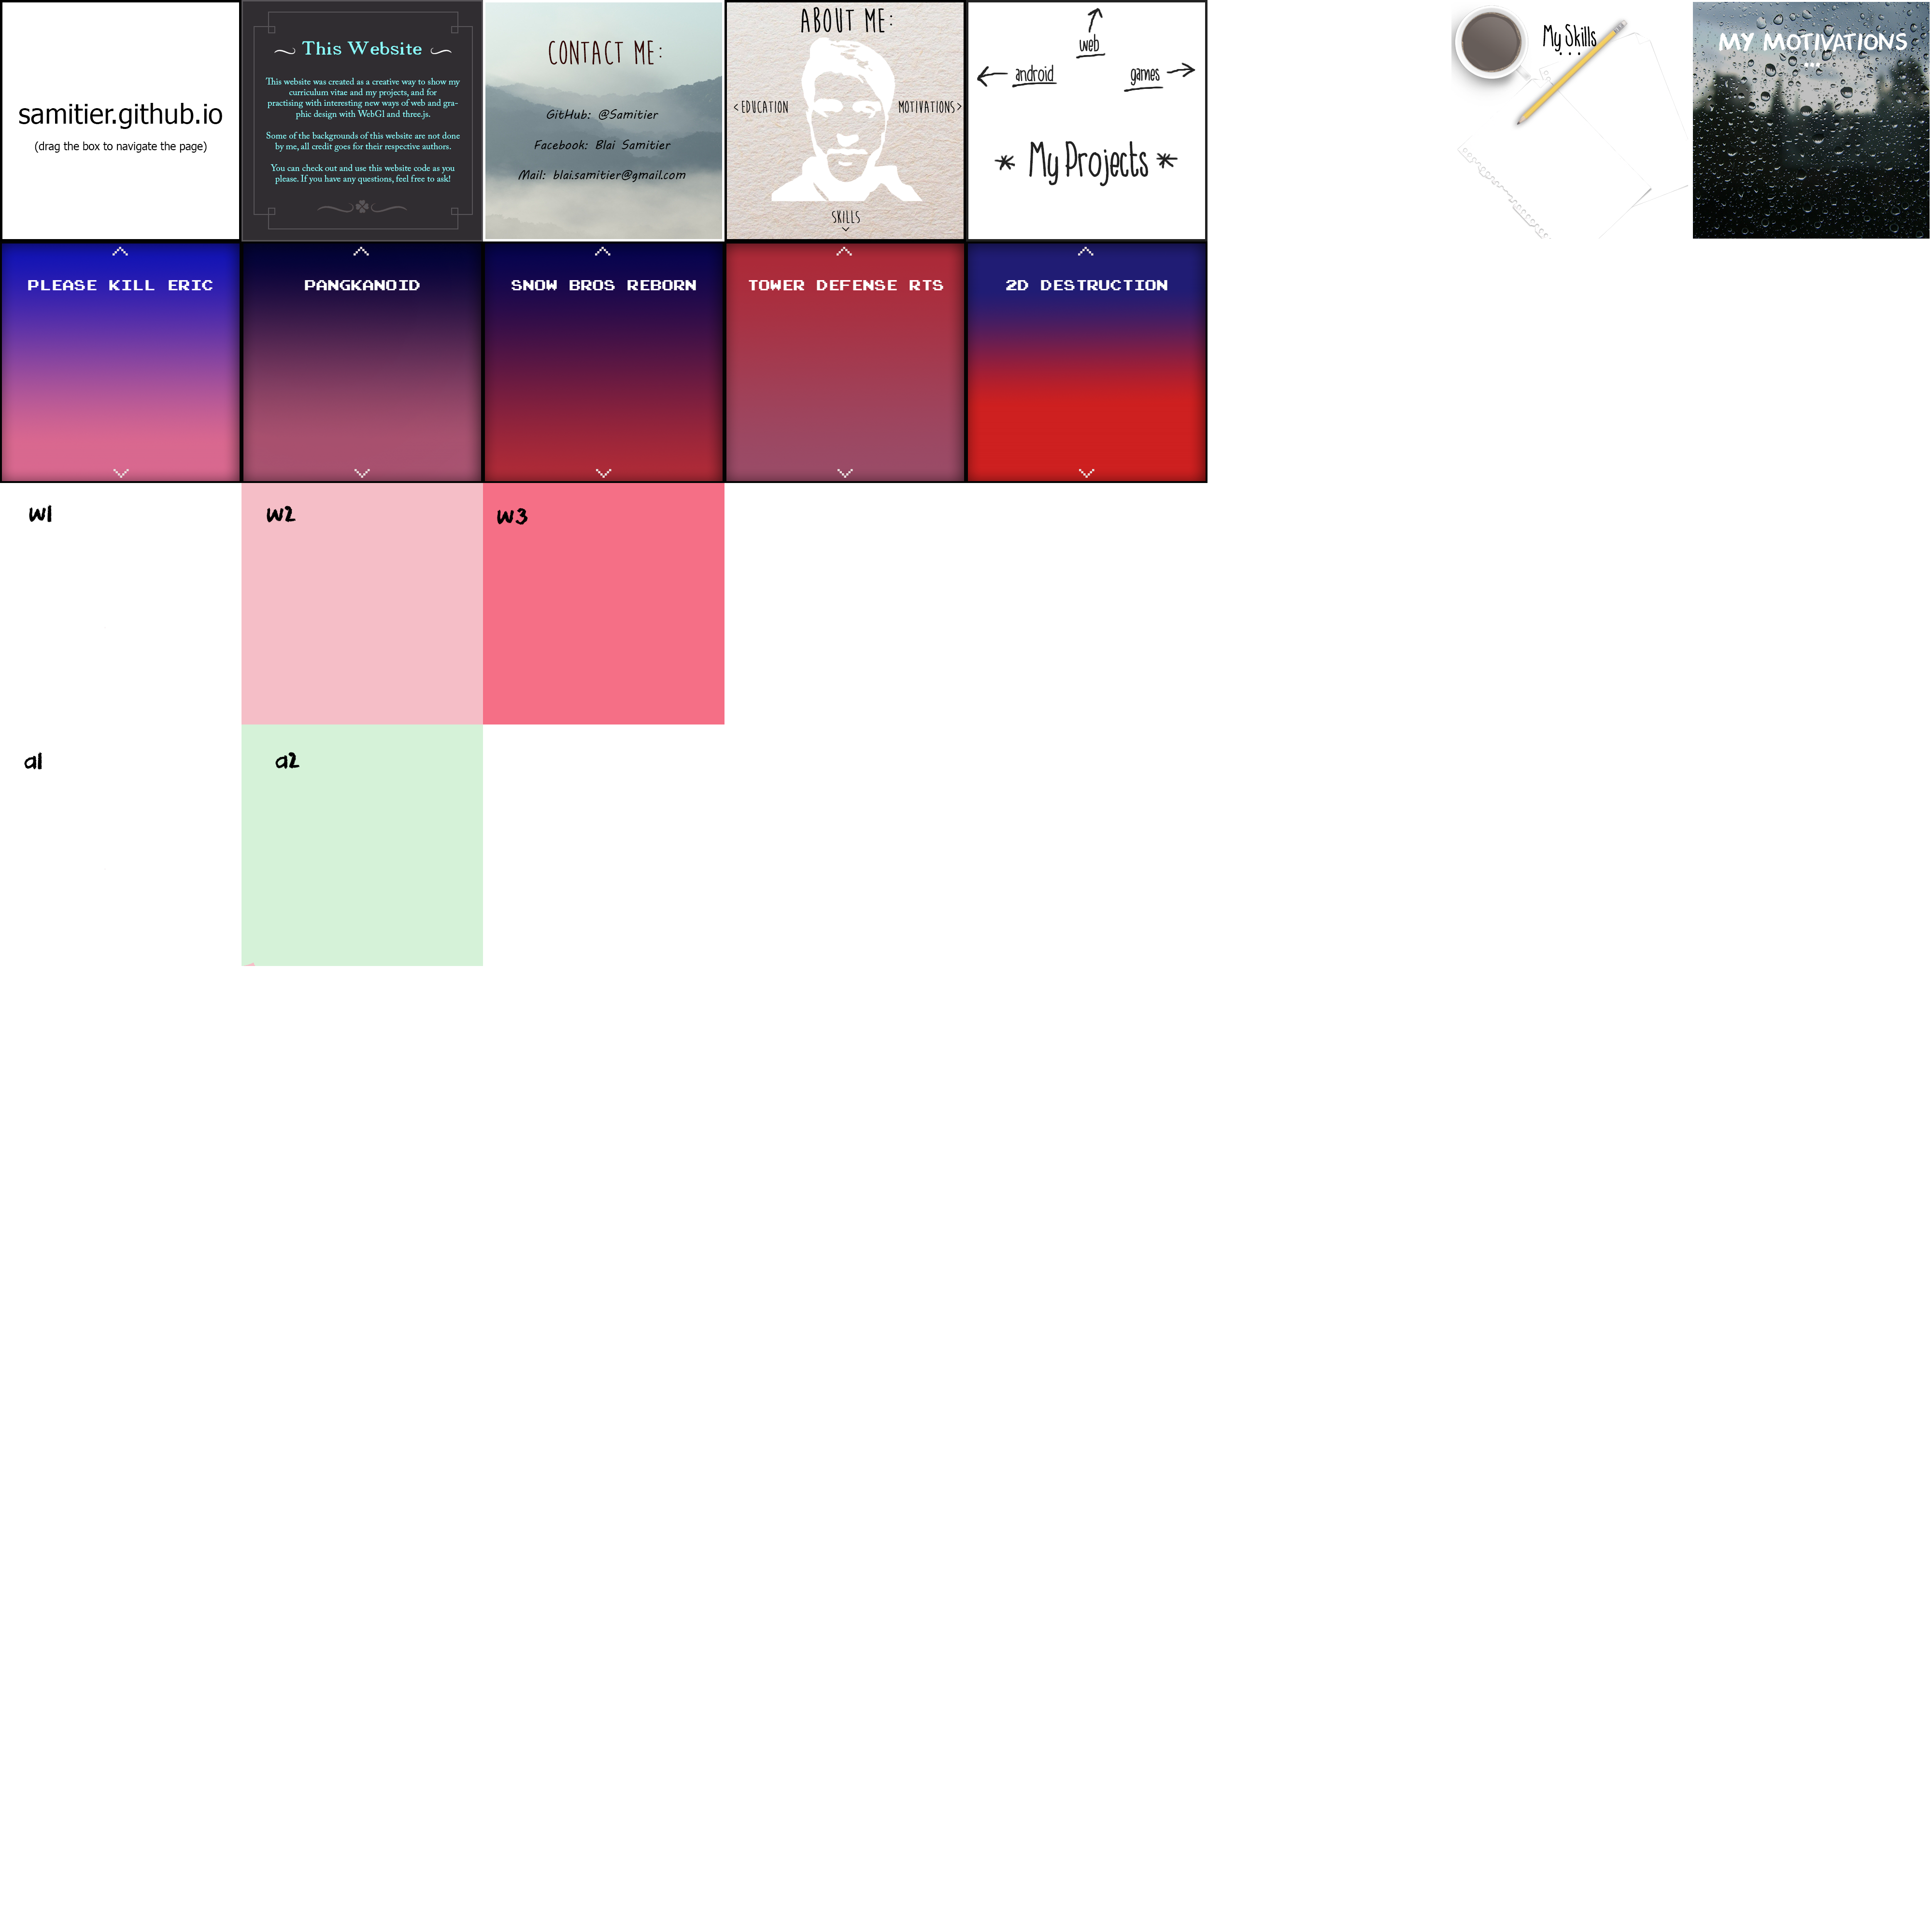 samitier.github.io
(drag the box to navigate the page)
This Website
This website was created as a creative way to show my
curriculum vitae and my projects, and for
practising with interesting new ways of web and gra-
phic design with WebGl and three.js.
Some of the backgrounds of this website are not done
by me, all credit goes for their respective authors.
You can check out and use this website code as you
please. If you have any questions, feel free to ask!
CONTACT ME:
GitHub: @Samitier
Facebook: Blai Samitier
Mail: blai.samitier@gmail.com
ABOUT ME:
< EDUCATION
MOTIVATIONS >
SKILLS
web
android
games
* My Projects *
My Skills
...
MY MOTIVATIONS
...
PLEASE KILL ERIC
PANGKANOID
SNOW BROS REBORN
TOWER DEFENSE RTS
2D DESTRUCTION
w1
w2
w3
a1
a2